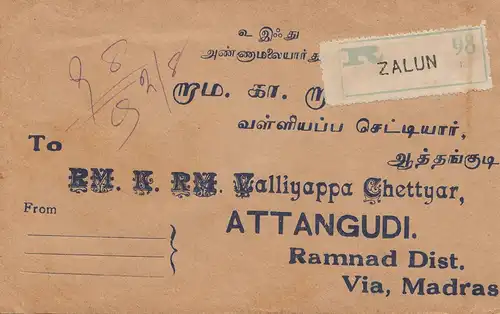 உ இஃது
அண்ணாமலையார் து
R 98
ZALUN
ரூம. கா. ரூ
வள்ளியப்ப செட்டியார்,
ஆத்தங்குடி
To
RM. K. RM. Valliyappa Chettyar,
From
ATTANGUDI.
Ramnad Dist.
Via, Madras